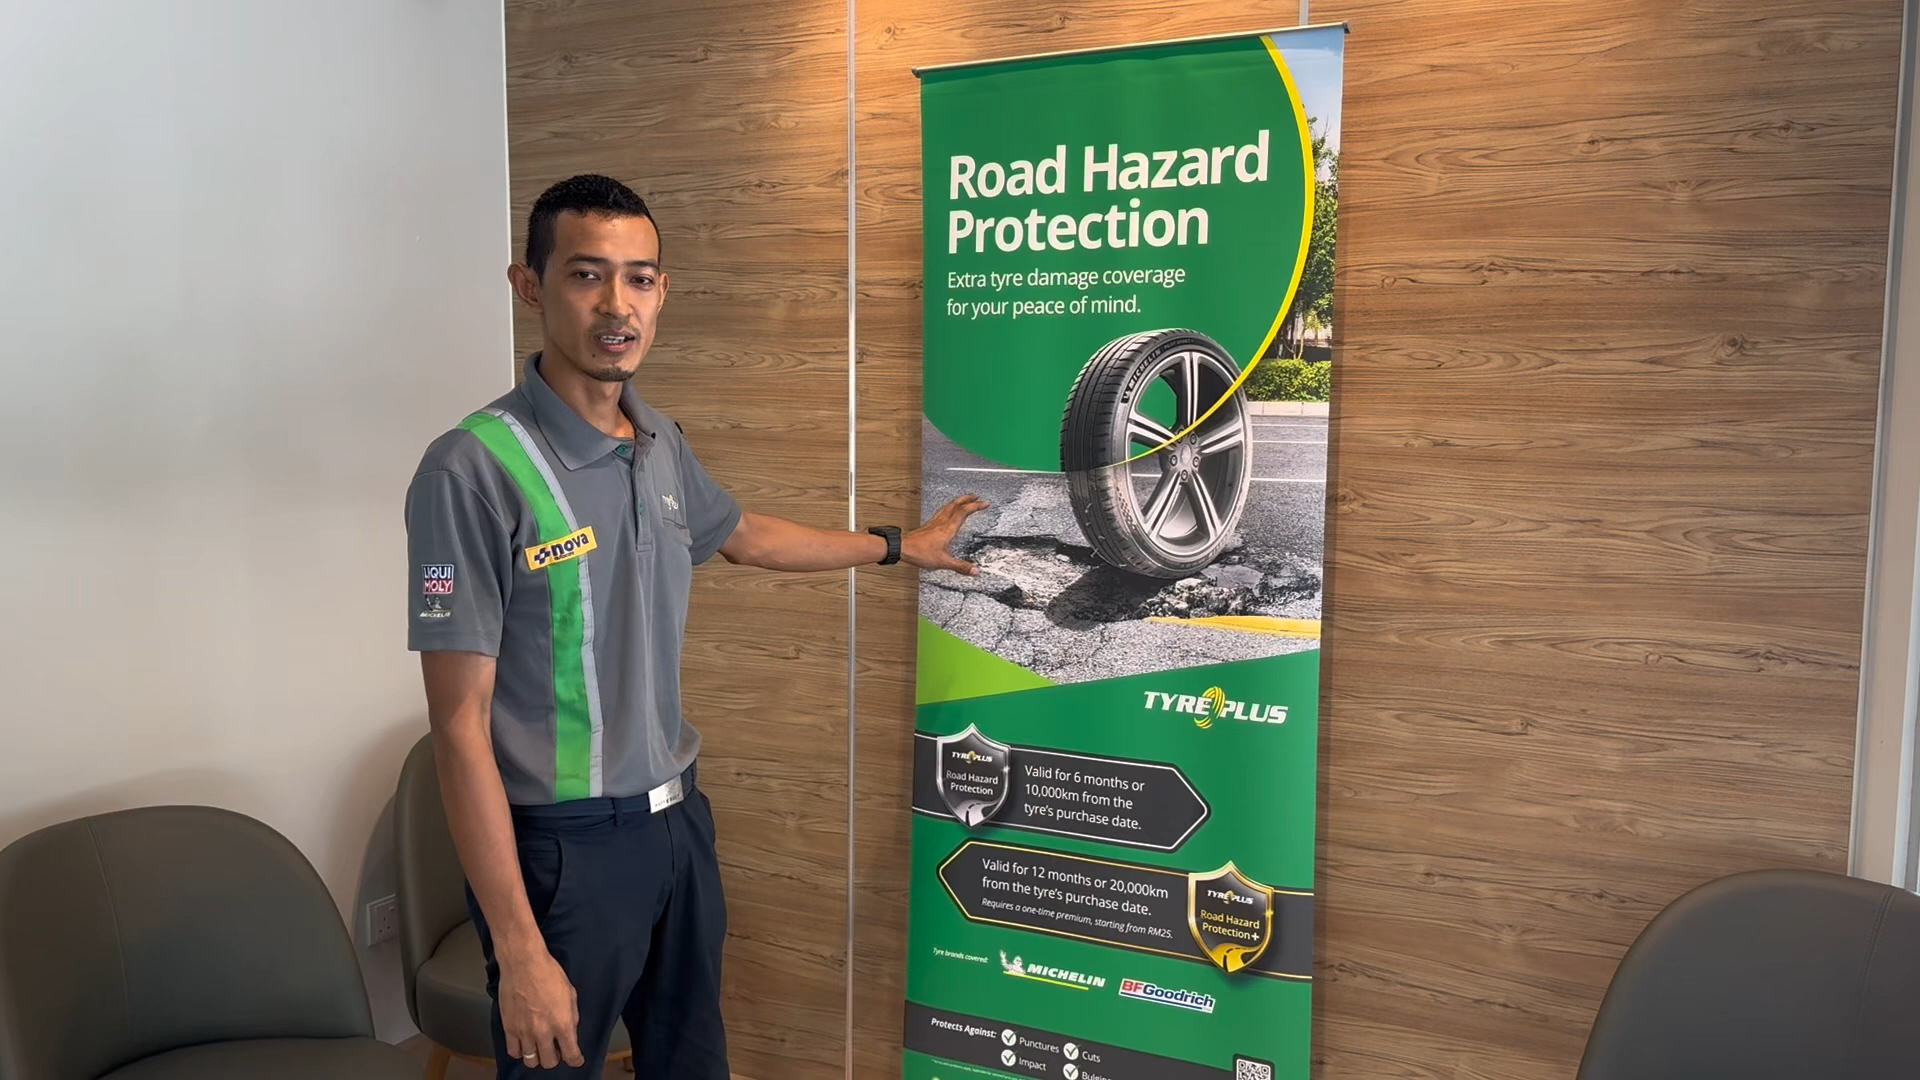 Road Hazard
Protection
Extra tyre damage coverage
for your peace of mind.
MICHELIN
TYREPLUS
TYREPLUS
Road Hazard
Protection
Valid for 6 months or
10,000km from the
tyre's purchase date.
Valid for 12 months or 20,000km
from the tyre's purchase date.
Requires a one-time premium, starting from RM25.
TYREPLUS
Road Hazard
Protection+
Tyre brands covered:
MICHELIN
BFGoodrich
Protects Against:
Punctures
Cuts
Impact
nova
LIQUI
MOLY
MICHELIN